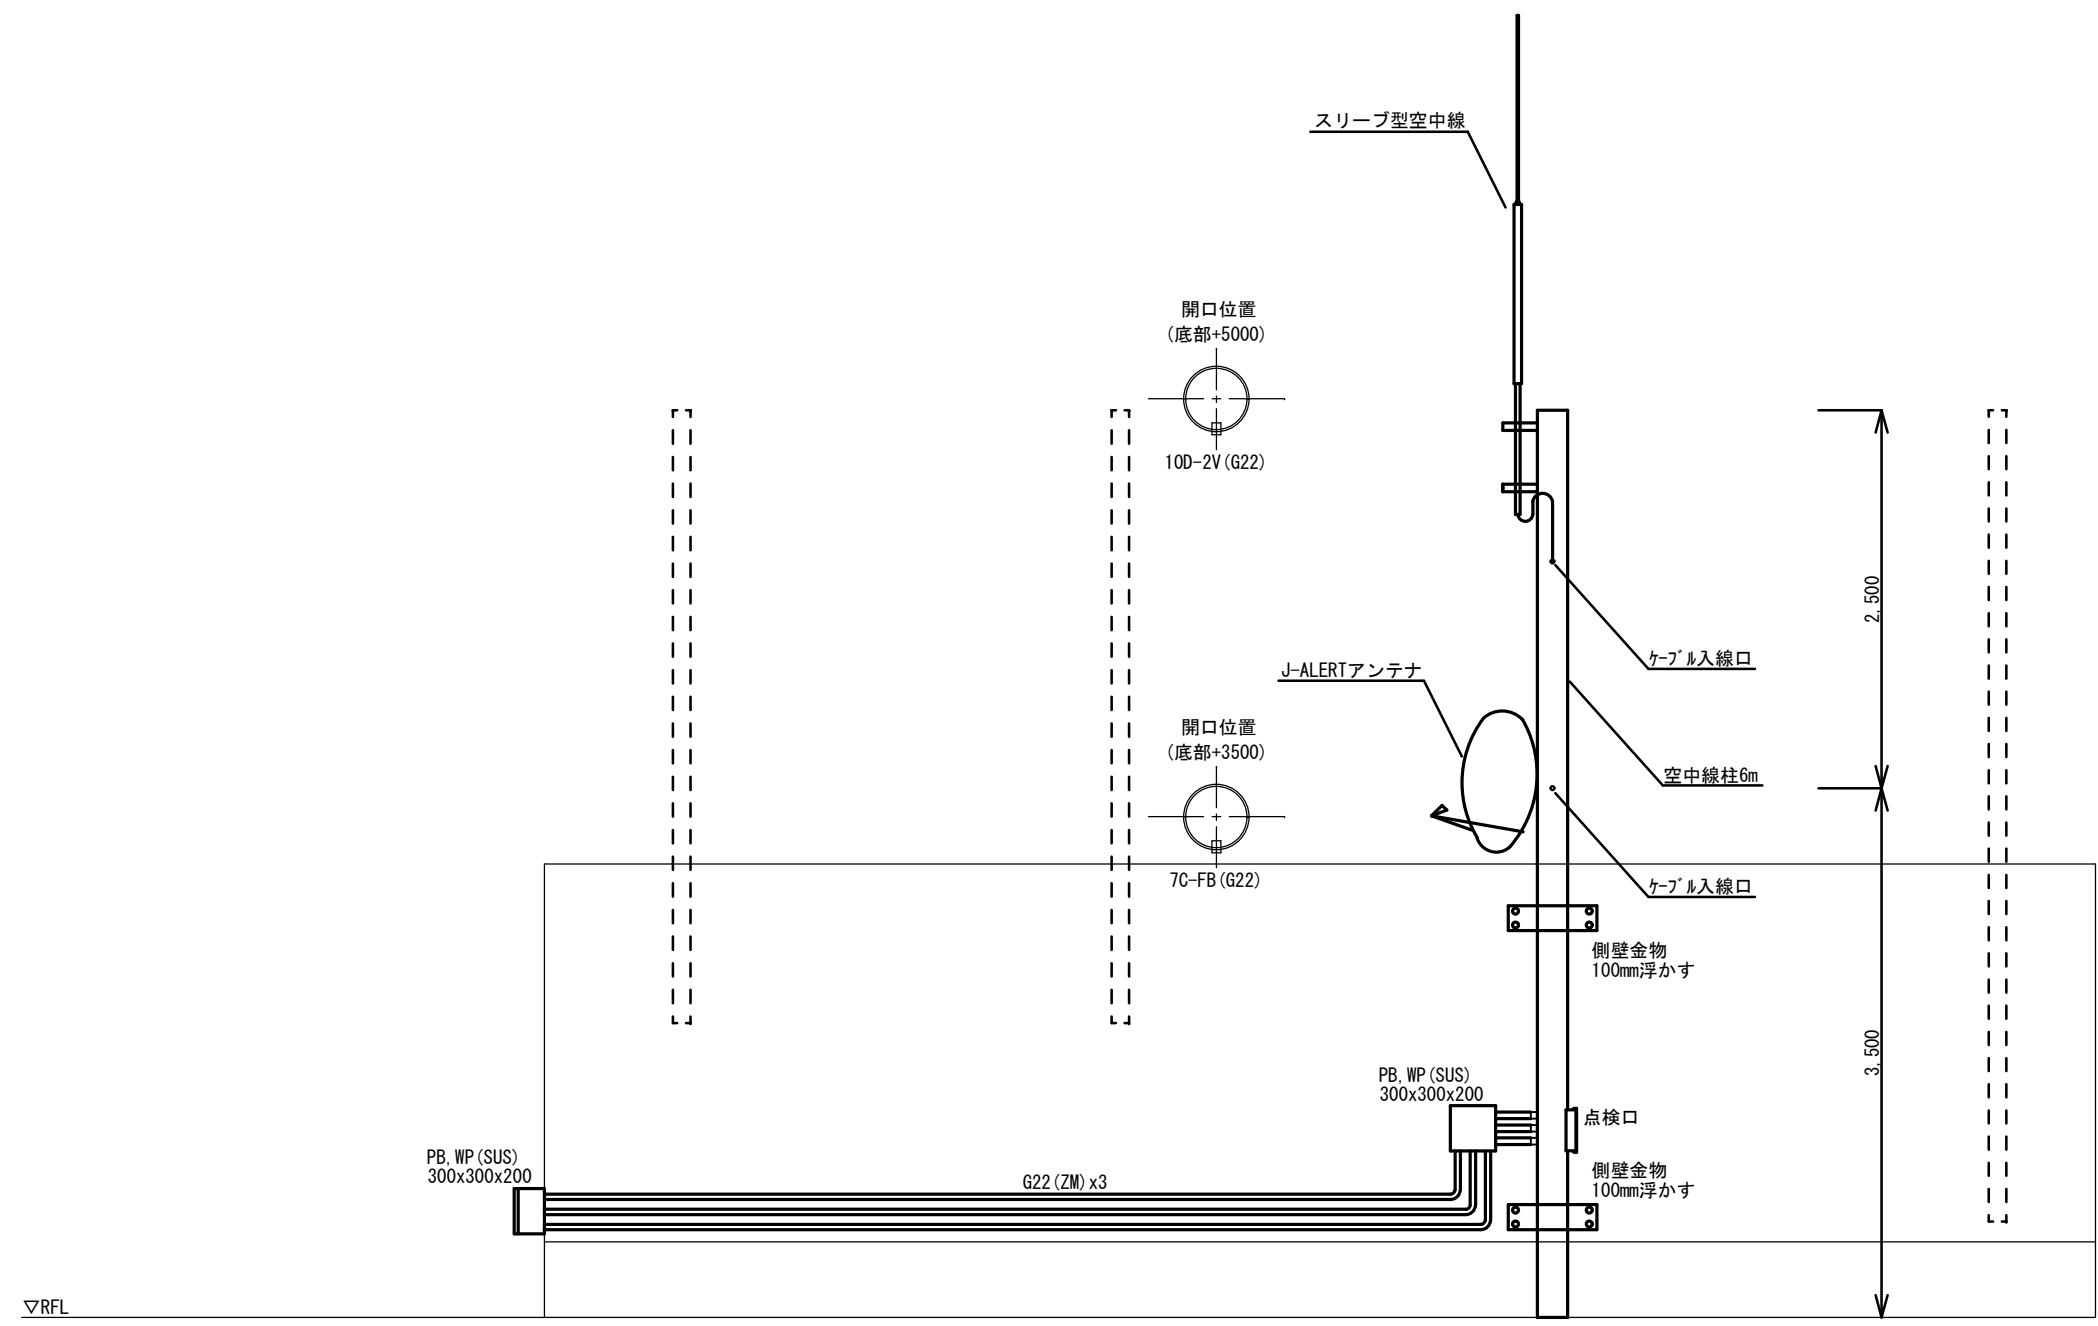 スリーブ型空中線
開口位置
(底部+5000)
10D-2V(G22)
2,500
ｹｰﾌﾞﾙ入線口
J-ALERTアンテナ
開口位置
(底部+3500)
空中線柱6m
7C-FB(G22)
ｹｰﾌﾞﾙ入線口
側壁金物
100mm浮かす
3,500
PB,WP(SUS)
300x300x200
点検口
PB,WP(SUS)
300x300x200
G22(ZM)x3
側壁金物
100mm浮かす
▽RFL